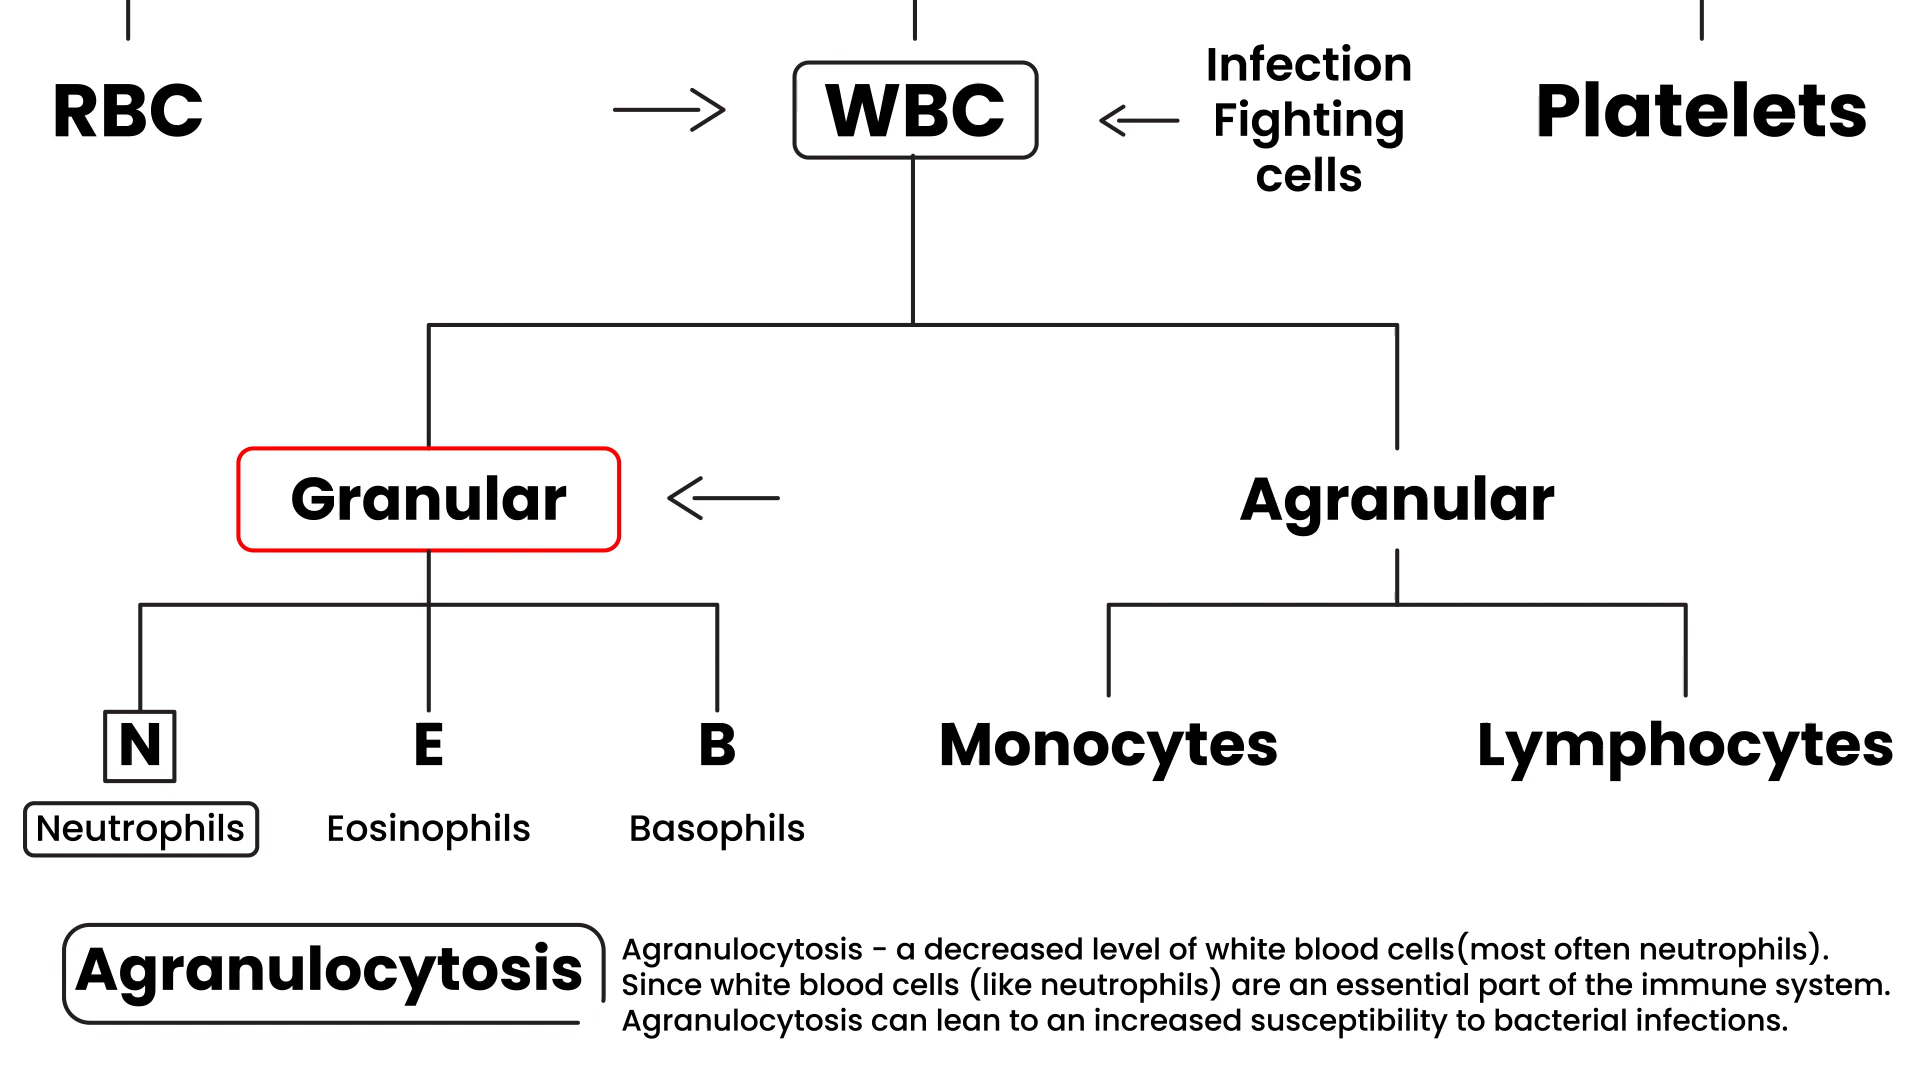 RBC
WBC
Infection
Fighting
cells
Platelets
Granular
Agranular
N
E
B
Monocytes
Lymphocytes
Neutrophils
Eosinophils
Basophils
Agranulocytosis
Agranulocytosis - a decreased level of white blood cells(most often neutrophils).
Since white blood cells (like neutrophils) are an essential part of the immune system.
Agranulocytosis can lean to an increased susceptibility to bacterial infections.